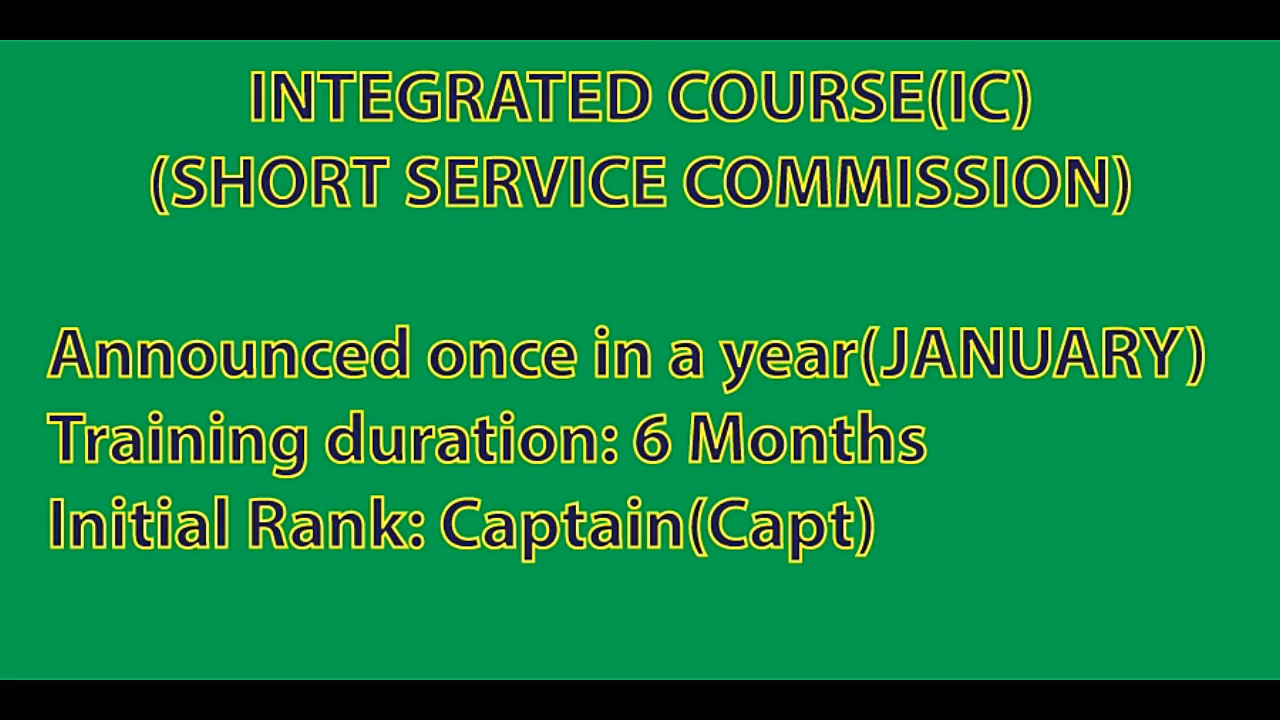 INTEGRATED COURSE(IC)
(SHORT SERVICE COMMISSION)
Announced once in a year(JANUARY)
Training duration: 6 Months
Initial Rank: Captain(Capt)